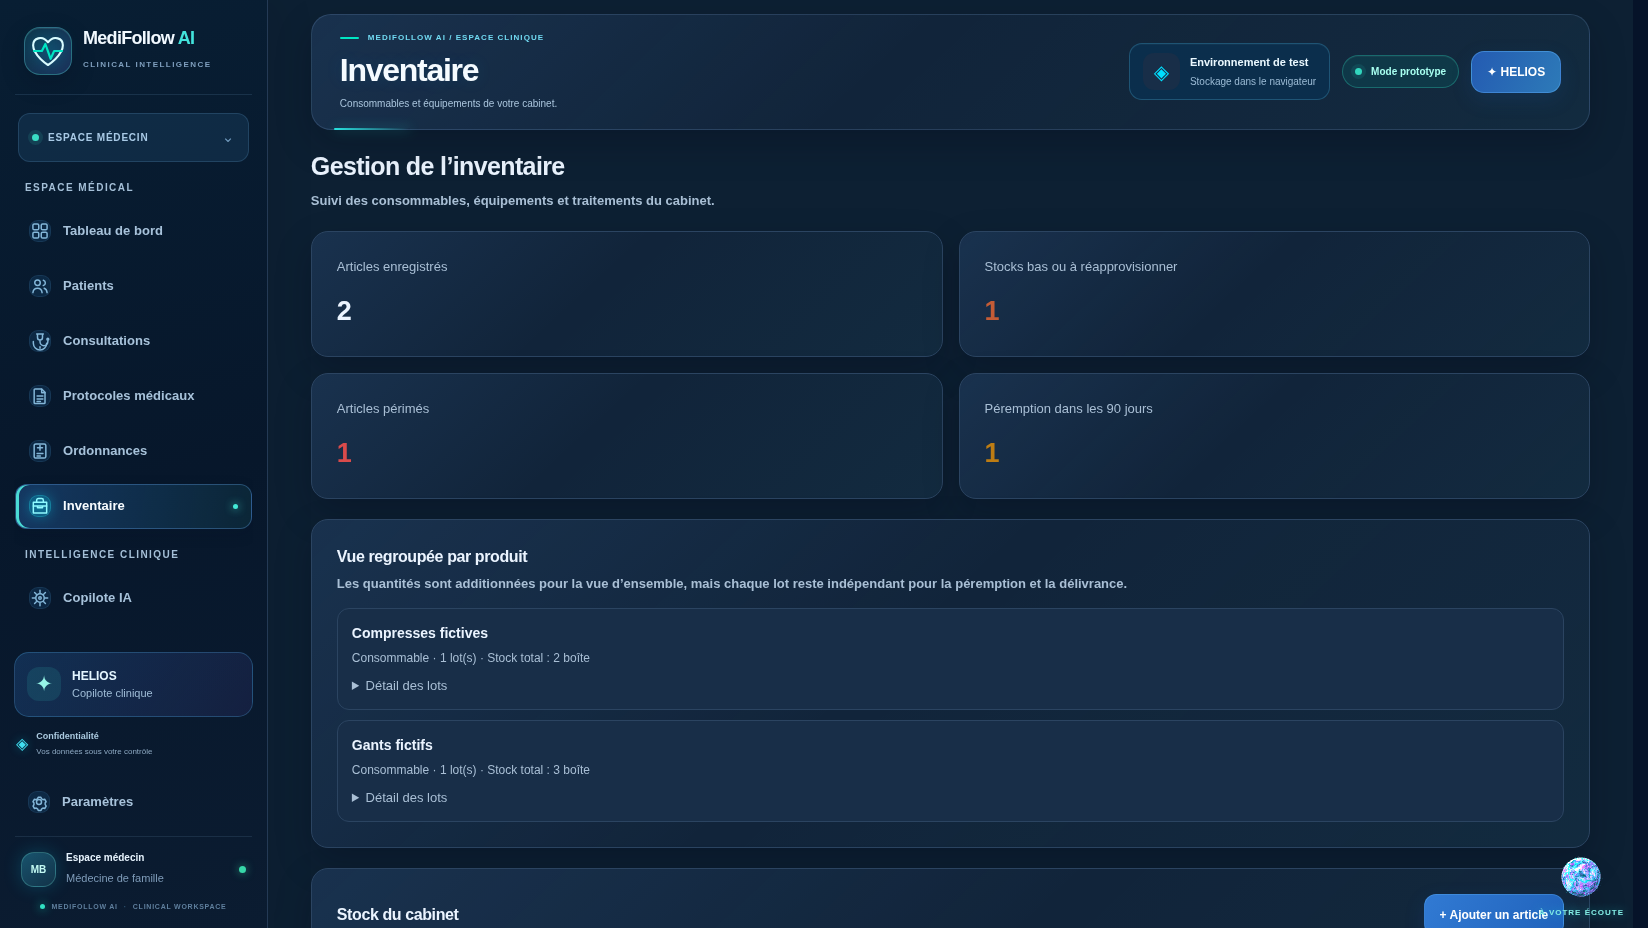 MediFollow AI
CLINICAL INTELLIGENCE
ESPACE MÉDECIN
ESPACE MÉDICAL
Tableau de bord
Patients
Consultations
Protocoles médicaux
Ordonnances
Inventaire
INTELLIGENCE CLINIQUE
Copilote IA
HELIOS
Copilote clinique
Confidentialité
Vos données sous votre contrôle
Paramètres
MB
Espace médecin
Médecine de famille
MEDIFOLLOW AI · CLINICAL WORKSPACE
MEDIFOLLOW AI / ESPACE CLINIQUE
Inventaire
Consommables et équipements de votre cabinet.
Environnement de test
Stockage dans le navigateur
Mode prototype
✦ HELIOS
Gestion de l’inventaire
Suivi des consommables, équipements et traitements du cabinet.
Articles enregistrés
2
Stocks bas ou à réapprovisionner
1
Articles périmés
1
Péremption dans les 90 jours
1
Vue regroupée par produit
Les quantités sont additionnées pour la vue d’ensemble, mais chaque lot reste indépendant pour la péremption et la délivrance.
Compresses fictives
Consommable · 1 lot(s) · Stock total : 2 boîte
Détail des lots
Gants fictifs
Consommable · 1 lot(s) · Stock total : 3 boîte
Détail des lots
Stock du cabinet
+ Ajouter un article
VOTRE ÉCOUTE